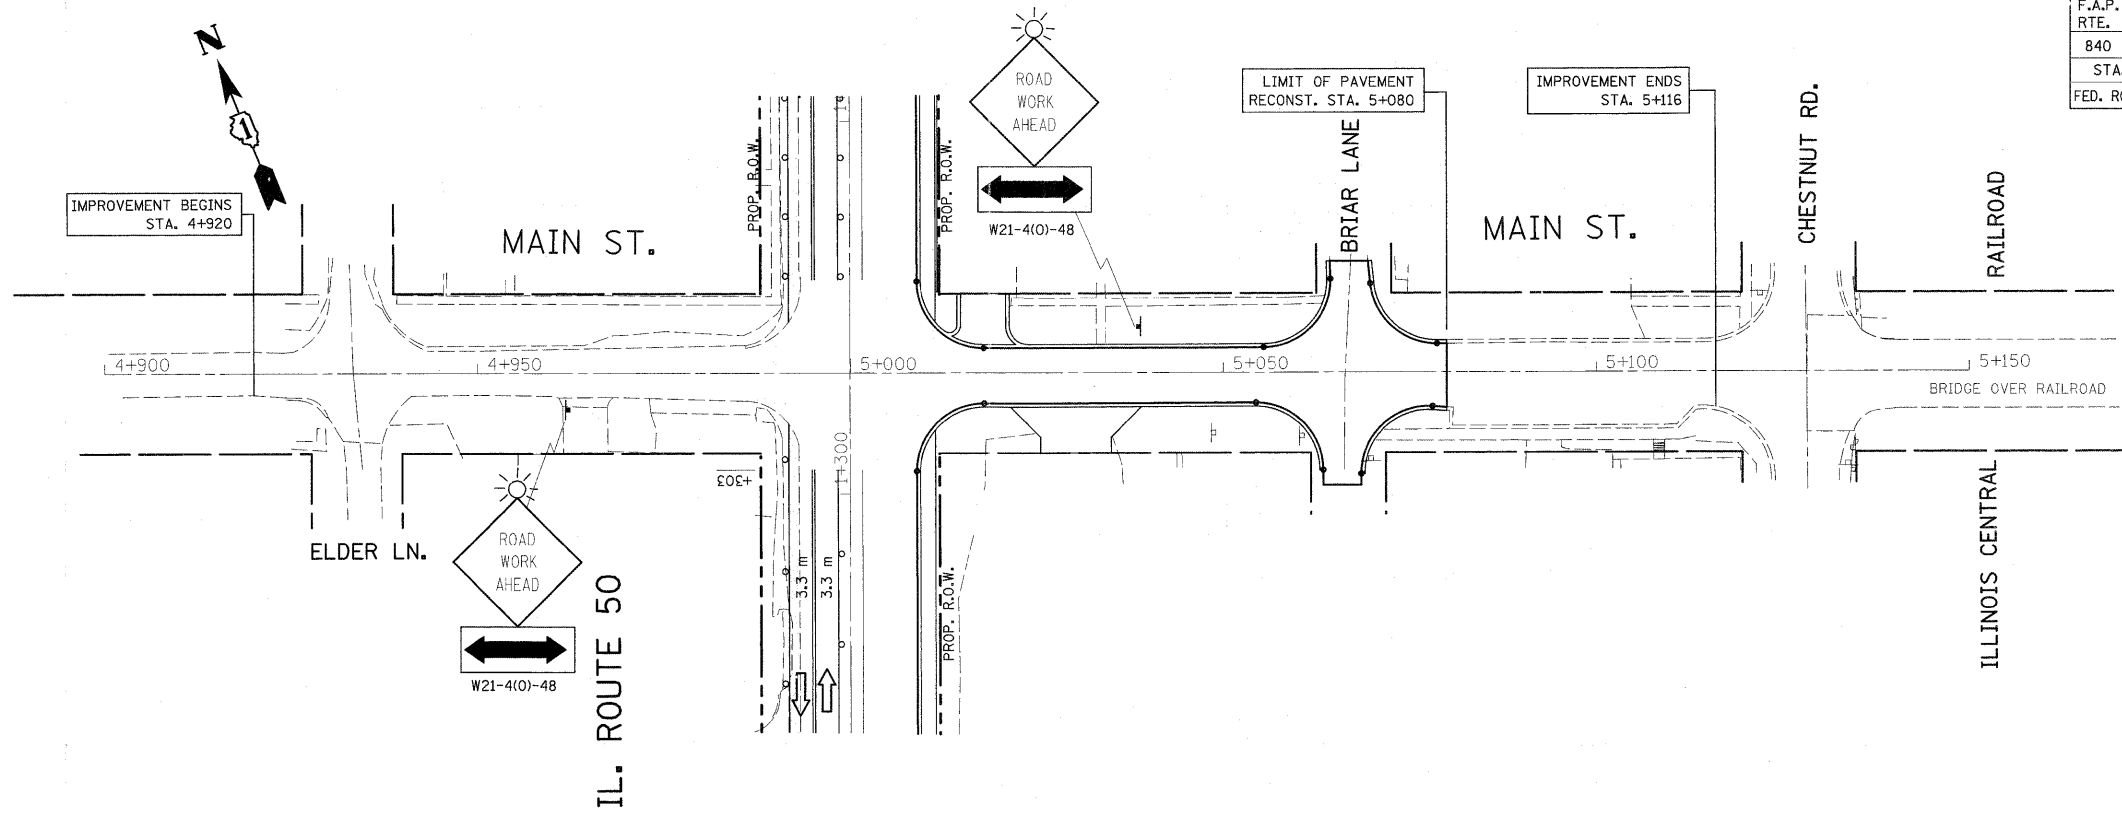 F.A.P.
RTE.
840
STA.
FED. RO
N
1
ROAD
WORK
AHEAD
W21-4(O)-48
LIMIT OF PAVEMENT
RECONST. STA. 5+080
IMPROVEMENT ENDS
STA. 5+116
IMPROVEMENT BEGINS
STA. 4+920
MAIN ST.
PROP. R.O.W.
PROP. R.O.W.
BRIAR LANE
MAIN ST.
CHESTNUT RD.
RAILROAD
4+900
4+950
5+000
5+050
5+100
5+150
BRIDGE OVER RAILROAD
1+300
+303
ELDER LN.
ROAD
WORK
AHEAD
W21-4(O)-48
IL. ROUTE 50
3.3 m
3.3 m
PROP. R.O.W.
ILLINOIS CENTRAL